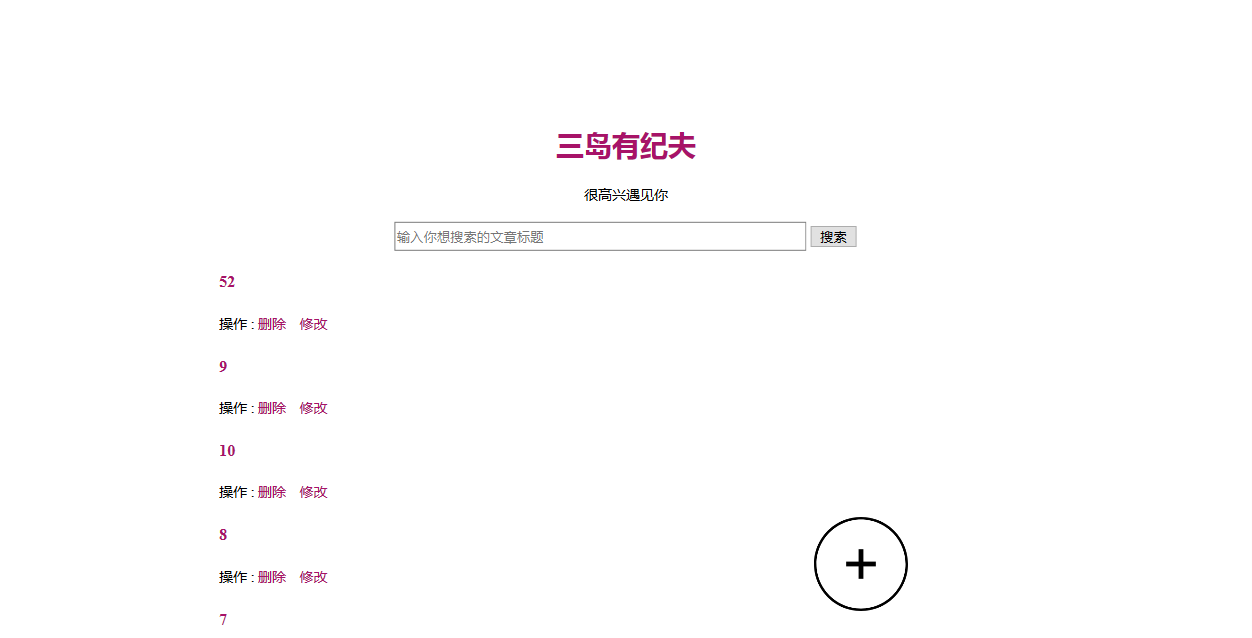 三岛有纪夫
很高兴遇见你
输入你想搜索的文章标题 搜索
52
操作 : 删除 修改
9
操作 : 删除 修改
10
操作 : 删除 修改
8
操作 : 删除 修改
7